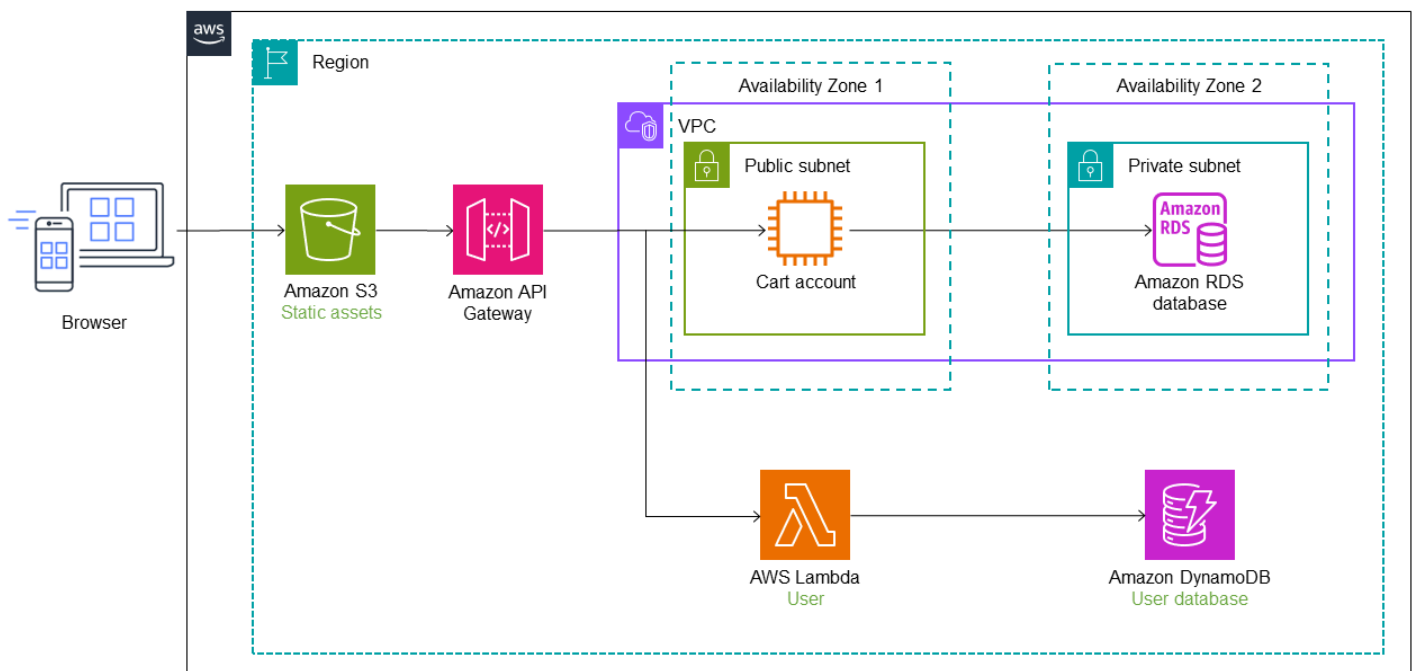 aws
Region
Availability Zone 1
Availability Zone 2
VPC
Public subnet
Private subnet
Amazon
RDS
</>
Browser
Amazon S3
Static assets
Amazon API
Gateway
Cart account
Amazon RDS
database
AWS Lambda
User
Amazon DynamoDB
User database